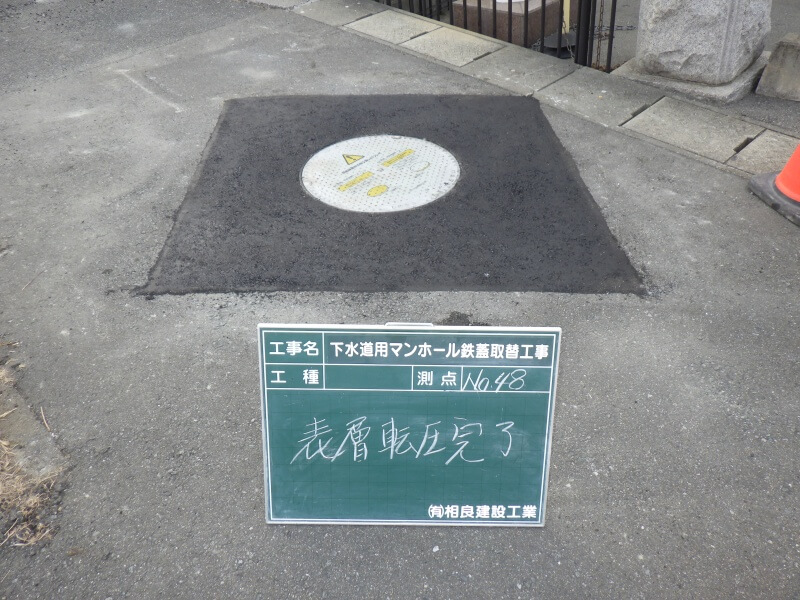 工事名 下水道用マンホール鉄蓋取替工事
工種 測点 No.48
表層転圧完了
㈲相良建設工業